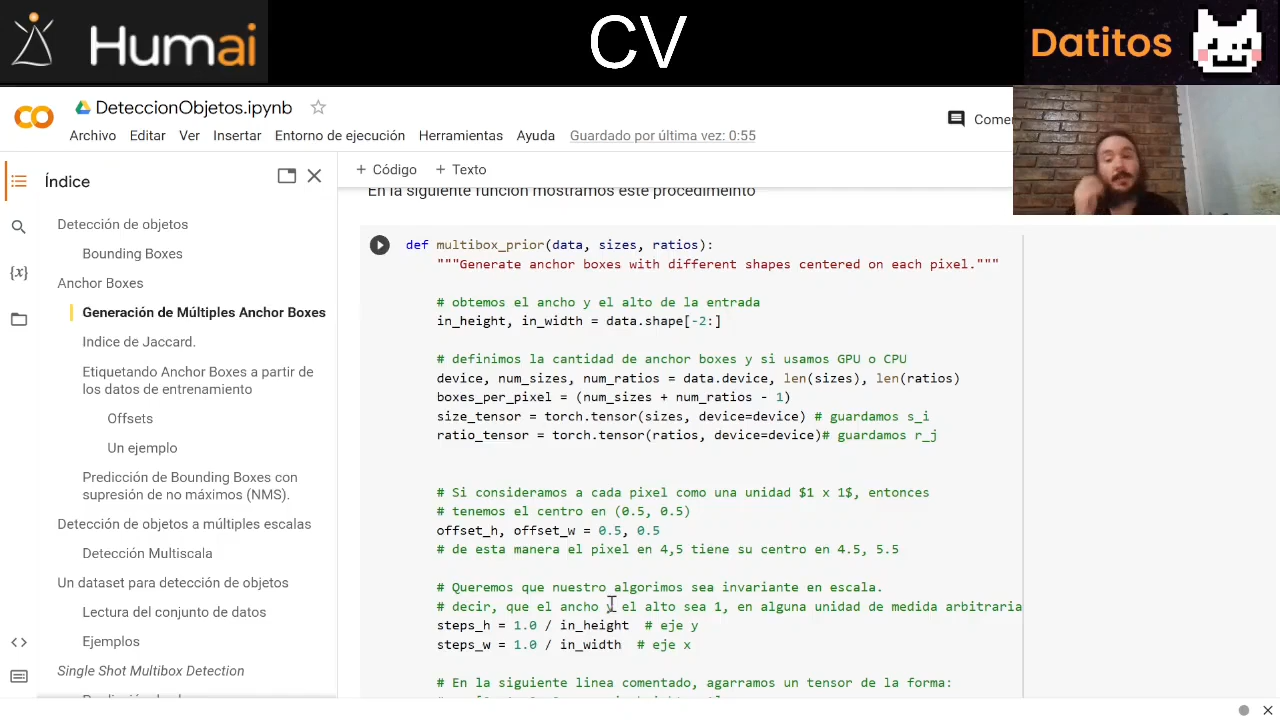 Humai
CV
Datitos
DeteccionObjetos.ipynb
Archivo Editar Ver Insertar Entorno de ejecución Herramientas Ayuda Guardado por última vez: 0:55
Comen
Índice
+ Código + Texto
Detección de objetos
Bounding Boxes
Anchor Boxes
Generación de Múltiples Anchor Boxes
Indice de Jaccard.
Etiquetando Anchor Boxes a partir de
los datos de entrenamiento
Offsets
Un ejemplo
Predicción de Bounding Boxes con
supresión de no máximos (NMS).
Detección de objetos a múltiples escalas
Detección Multiscala
Un dataset para detección de objetos
Lectura del conjunto de datos
Ejemplos
Single Shot Multibox Detection
En la siguiente función mostramos este procedimeinto
def multibox_prior(data, sizes, ratios):
"""Generate anchor boxes with different shapes centered on each pixel."""
# obtemos el ancho y el alto de la entrada
in_height, in_width = data.shape[-2:]
# definimos la cantidad de anchor boxes y si usamos GPU o CPU
device, num_sizes, num_ratios = data.device, len(sizes), len(ratios)
boxes_per_pixel = (num_sizes + num_ratios - 1)
size_tensor = torch.tensor(sizes, device=device) # guardamos s_i
ratio_tensor = torch.tensor(ratios, device=device)# guardamos r_j
# Si consideramos a cada pixel como una unidad $1 x 1$, entonces
# tenemos el centro en (0.5, 0.5)
offset_h, offset_w = 0.5, 0.5
# de esta manera el pixel en 4,5 tiene su centro en 4.5, 5.5
# Queremos que nuestro algorimos sea invariante en escala.
# decir, que el ancho y el alto sea 1, en alguna unidad de medida arbitraria
steps_h = 1.0 / in_height # eje y
steps_w = 1.0 / in_width # eje x
# En la siguiente linea comentado, agarramos un tensor de la forma: